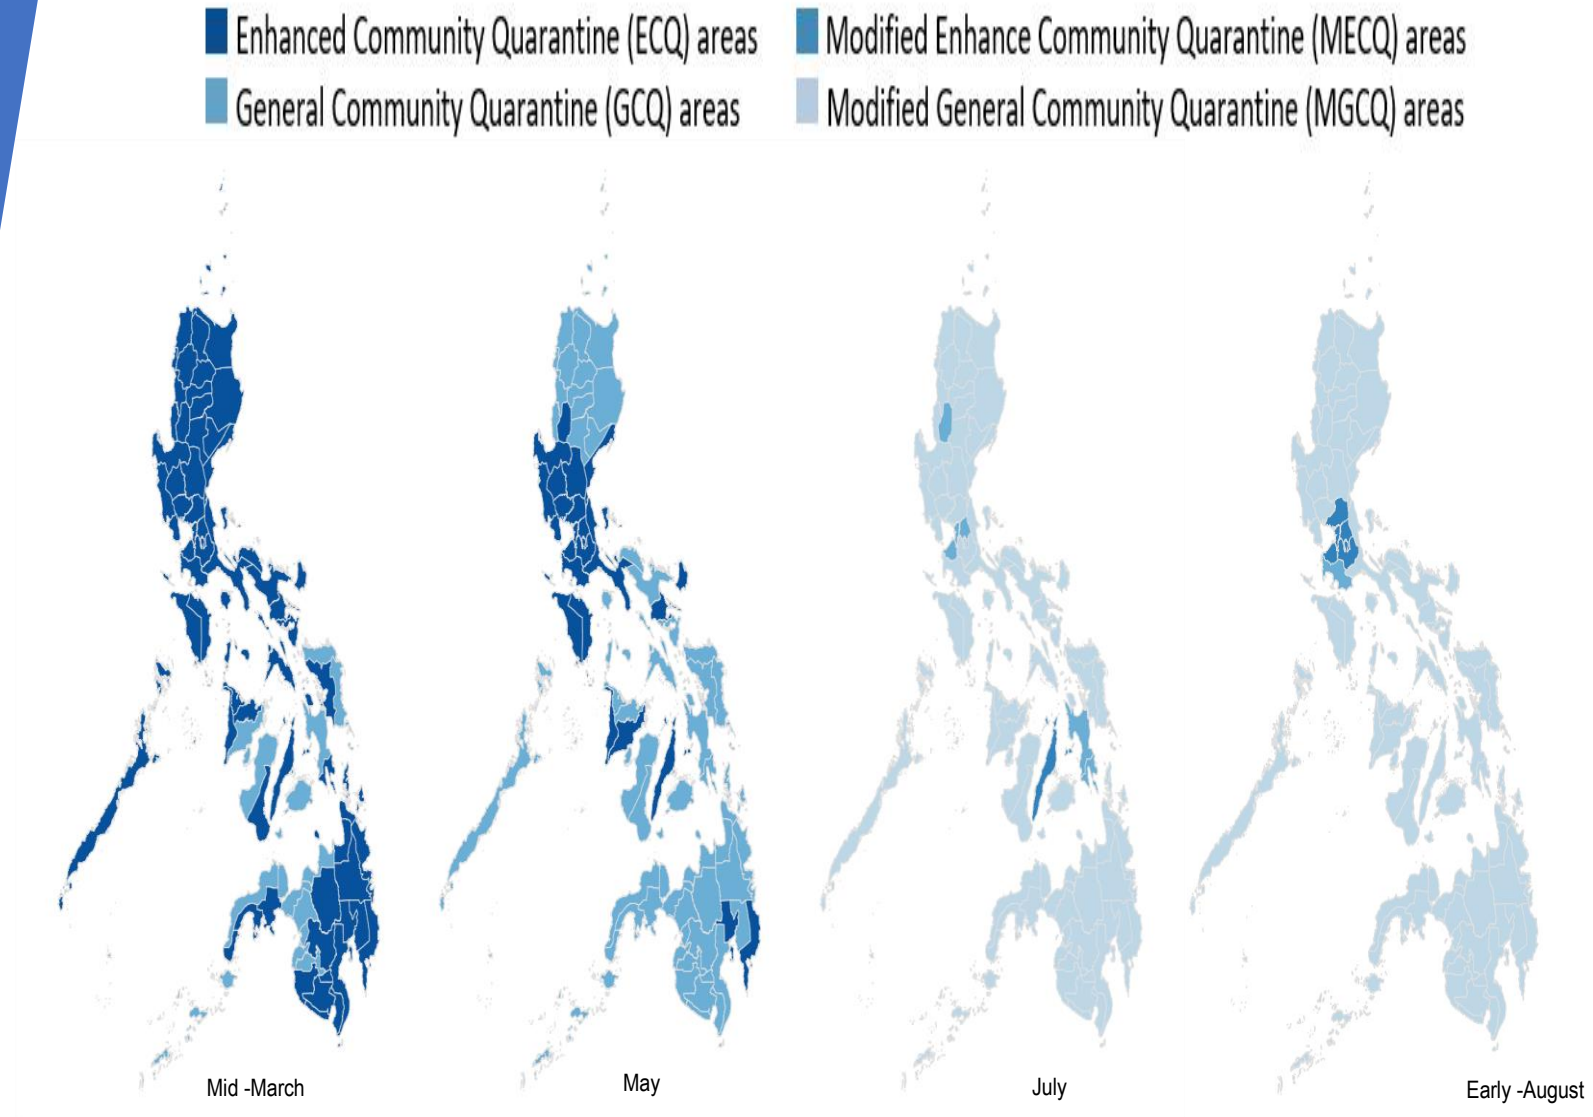 Enhanced Community Quarantine (ECQ) areas
Modified Enhance Community Quarantine (MECQ) areas
General Community Quarantine (GCQ) areas
Modified General Community Quarantine (MGCQ) areas
Mid -March
May
July
Early -August